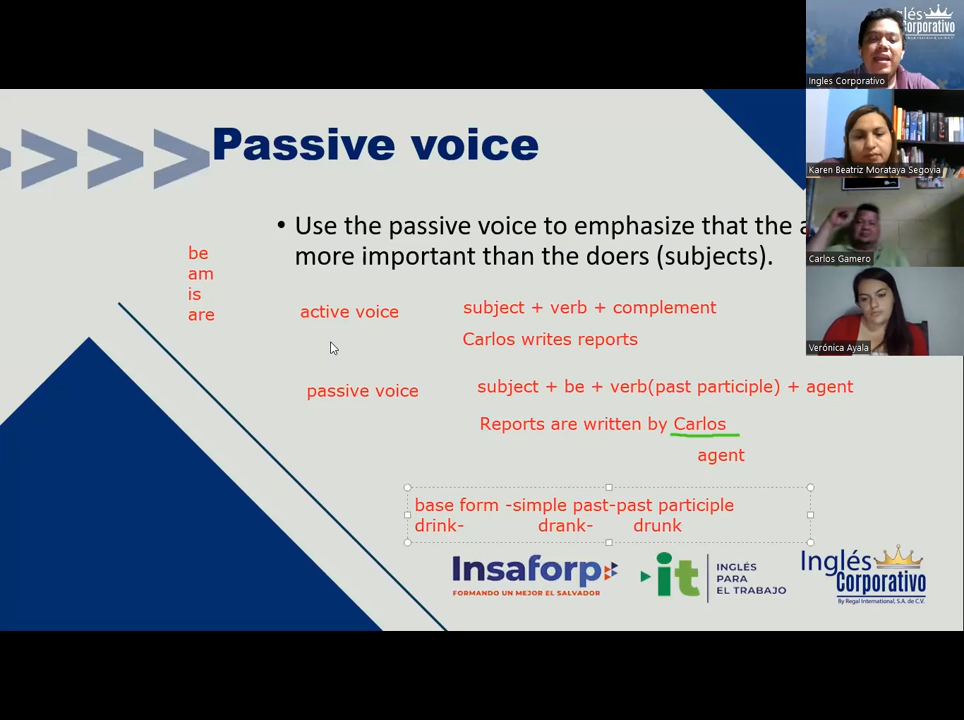 Passive voice
• Use the passive voice to emphasize that the
more important than the doers (subjects).
be
am
is
are
active voice
subject + verb + complement
Carlos writes reports
passive voice
subject + be + verb(past participle) + agent
Reports are written by Carlos
agent
base form -simple past-past participle
drink- drank- drunk
Insaforp
FORMANDO UN MEJOR EL SALVADOR
it
INGLÉS
PARA
EL TRABAJO
Inglés
Corporativo
By Regal International, S.A. de C.V.
Inglés
Corporativo
Ingles Corporativo
Karen Beatriz Morataya Segovia
Carlos Gamero
Verónica Ayala